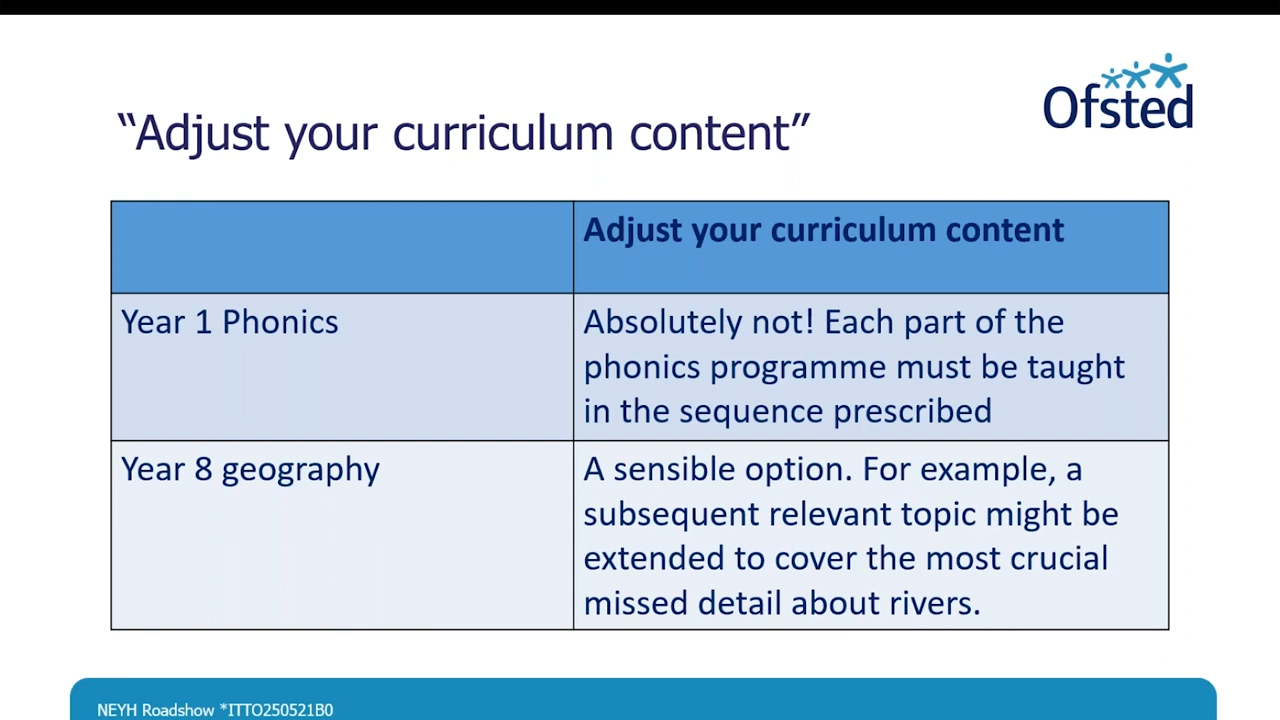 Ofsted
“Adjust your curriculum content”
Adjust your curriculum content
Year 1 Phonics
Absolutely not! Each part of the
phonics programme must be taught
in the sequence prescribed
Year 8 geography
A sensible option. For example, a
subsequent relevant topic might be
extended to cover the most crucial
missed detail about rivers.
NEYH Roadshow *ITTO250521B0